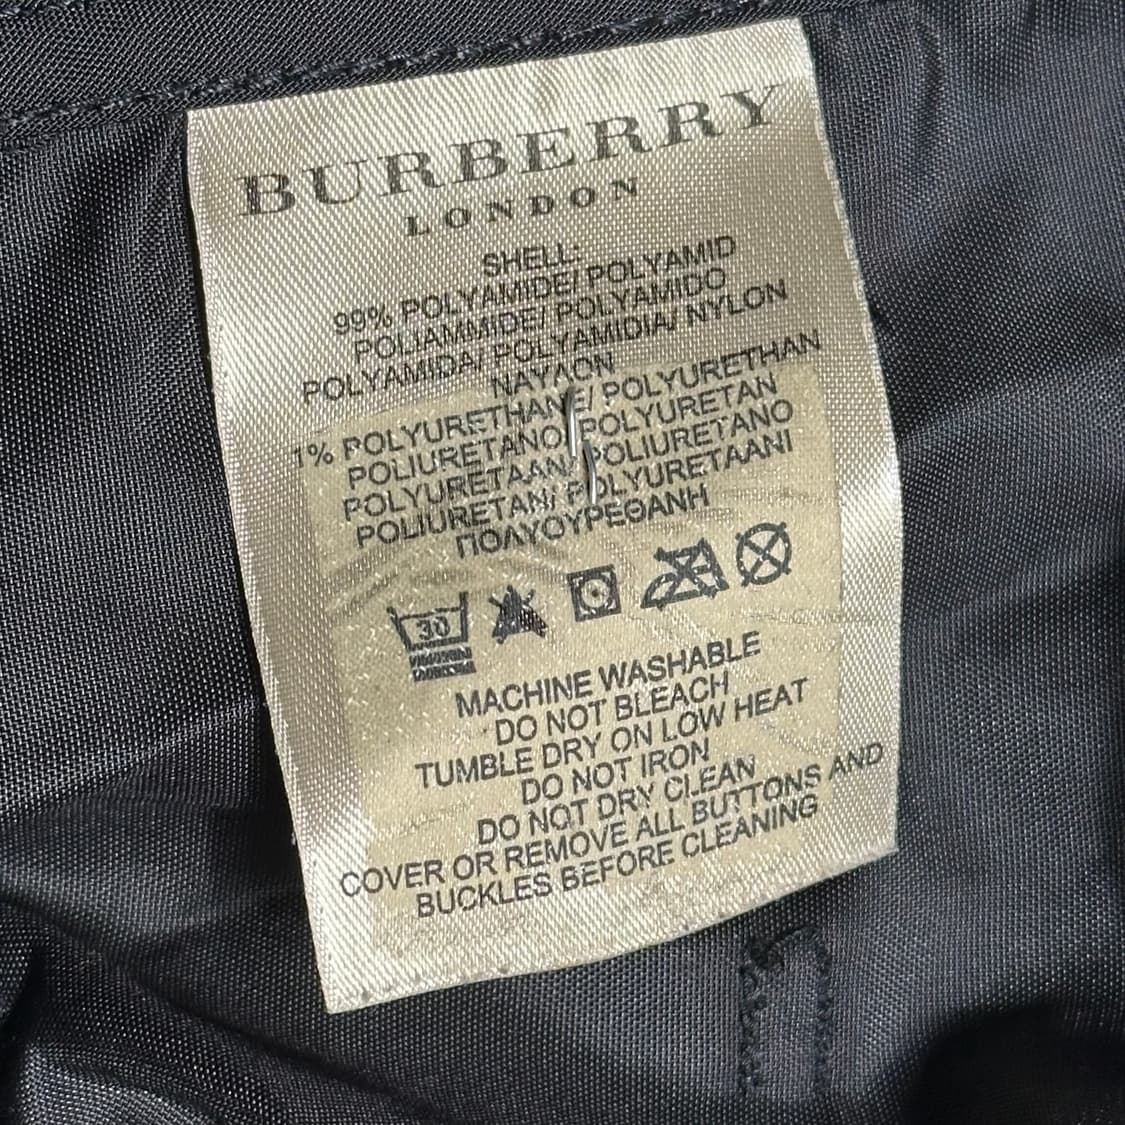 BURBERRY
LONDON
SHELL:
99% POLYAMIDE/ POLYAMID
POLIAMMIDE/ POLYAMIDO
POLYAMIDA/ POLYAMIDIA/ NYLON
ΝΑΥΛΟΝ
1% POLYURETHANE/ POLYURETHAN
POLIURETANO/ POLYURETAN
POLYURETAAN/ POLIURETANO
POLIURETAN/ POLYURETAANI
ΠΟΛΥΟΥΡΕΘΑΝΗ
30
MACHINE WASHABLE
DO NOT BLEACH
TUMBLE DRY ON LOW HEAT
DO NOT IRON
DO NOT DRY CLEAN
COVER OR REMOVE ALL BUTTONS AND
BUCKLES BEFORE CLEANING